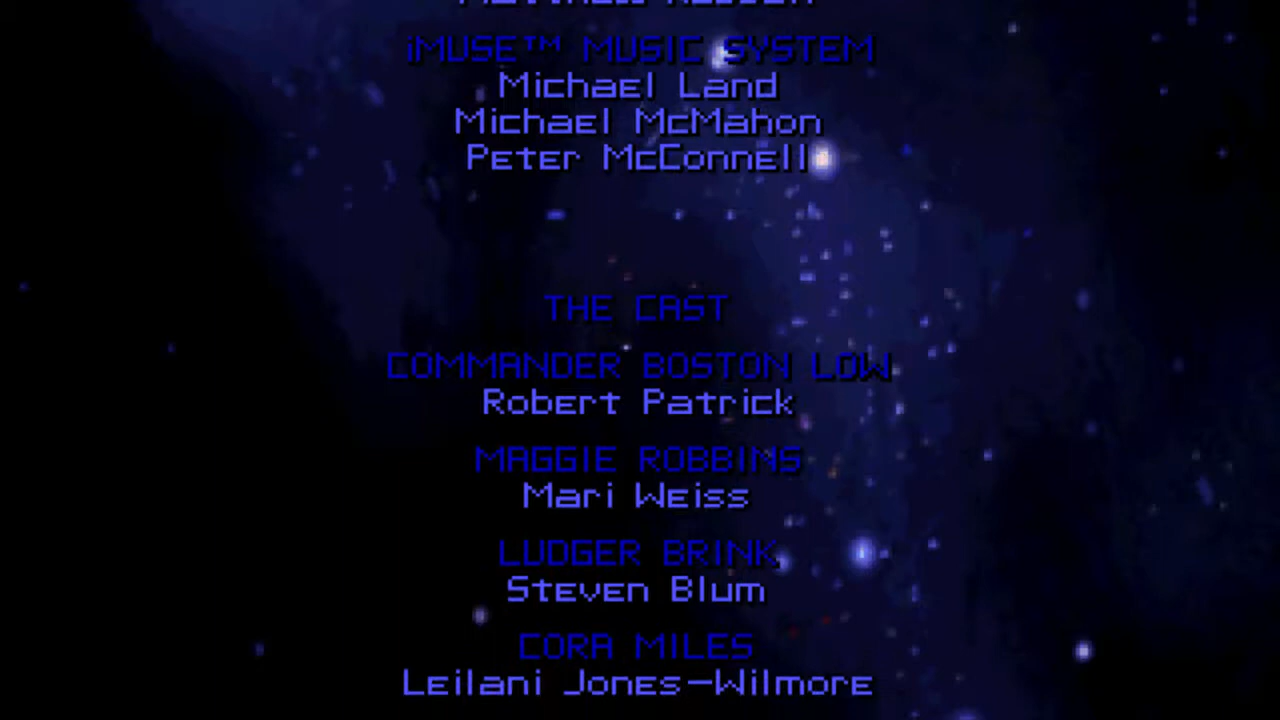 iMUSE™ MUSIC SYSTEM
Michael Land
Michael McMahon
Peter McConnell
THE CAST
COMMANDER BOSTON LOW
Robert Patrick
MAGGIE ROBBINS
Mari Weiss
LUDGER BRINK
Steven Blum
CORA MILES
Leilani Jones-Wilmore